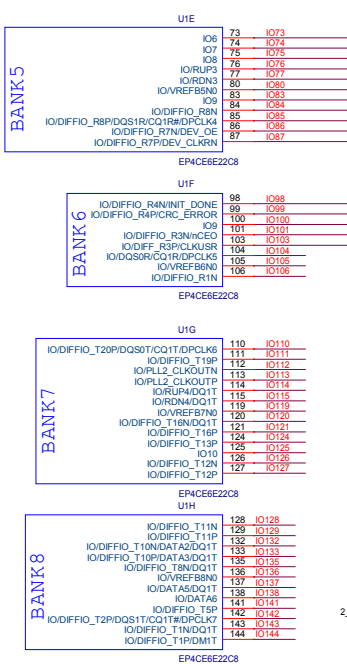 U1E
BANK5
IO6 73 IO73
IO7 74 IO74
IO8 75 IO75
IO/RUP3 76 IO76
IO/RDN3 77 IO77
IO/VREFB5N0 80 IO80
IO9 83 IO83
IO/DIFFIO_R8N 84 IO84
IO/DIFFIO_R8P/DQS1R/CQ1R#/DPCLK4 85 IO85
IO/DIFFIO_R7N/DEV_OE 86 IO86
IO/DIFFIO_R7P/DEV_CLKRN 87 IO87
EP4CE6E22C8
U1F
BANK6
IO/DIFFIO_R4N/INIT_DONE 98 IO98
IO/DIFFIO_R4P/CRC_ERROR 99 IO99
IO9 100 IO100
IO/DIFFIO_R3N/nCEO 101 IO101
IO/DIFF_R3P/CLKUSR 103 IO103
IO/DQS0R/CQ1R/DPCLK5 104 IO104
IO/VREFB6N0 105 IO105
IO/DIFFIO_R1N 106 IO106
EP4CE6E22C8
U1G
BANK7
IO/DIFFIO_T20P/DQS0T/CQ1T/DPCLK6 110 IO110
IO/DIFFIO_T19P 111 IO111
IO/PLL2_CLKOUTN 112 IO112
IO/PLL2_CLKOUTP 113 IO113
IO/RUP4/DQ1T 114 IO114
IO/RDN4/DQ1T 115 IO115
IO/VREFB7N0 119 IO119
IO/DIFFIO_T16N/DQ1T 120 IO120
IO/DIFFIO_T16P 121 IO121
IO/DIFFIO_T13P 124 IO124
IO10 125 IO125
IO/DIFFIO_T12N 126 IO126
IO/DIFFIO_T12P 127 IO127
EP4CE6E22C8
U1H
BANK8
IO/DIFFIO_T11N 128 IO128
IO/DIFFIO_T11P 129 IO129
IO/DIFFIO_T10N/DATA2/DQ1T 132 IO132
IO/DIFFIO_T10P/DATA3/DQ1T 133 IO133
IO/DIFFIO_T8N/DQ1T 135 IO135
IO/VREFB8N0 136 IO136
IO/DATA5/DQ1T 137 IO137
IO/DATA6 138 IO138
IO/DIFFIO_T5P 141 IO141
IO/DIFFIO_T2P/DQS1T/CQ1T#/DPCLK7 142 IO142
IO/DIFFIO_T1N/DQ1T 143 IO143
IO/DIFFIO_T1P/DM1T 144 IO144
2_
EP4CE6E22C8